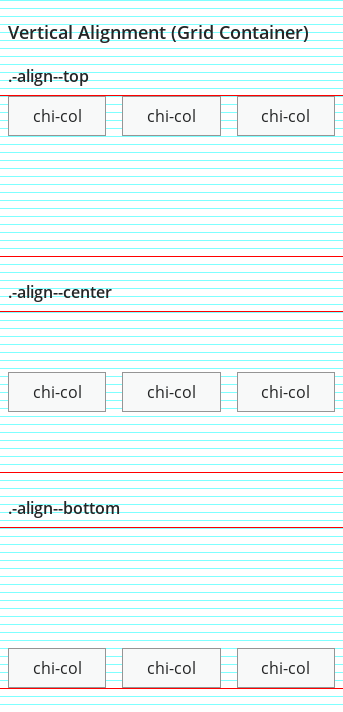 Vertical Alignment (Grid Container)
.-align--top
chi-col chi-col chi-col
.-align--center
chi-col chi-col chi-col
.-align--bottom
chi-col chi-col chi-col